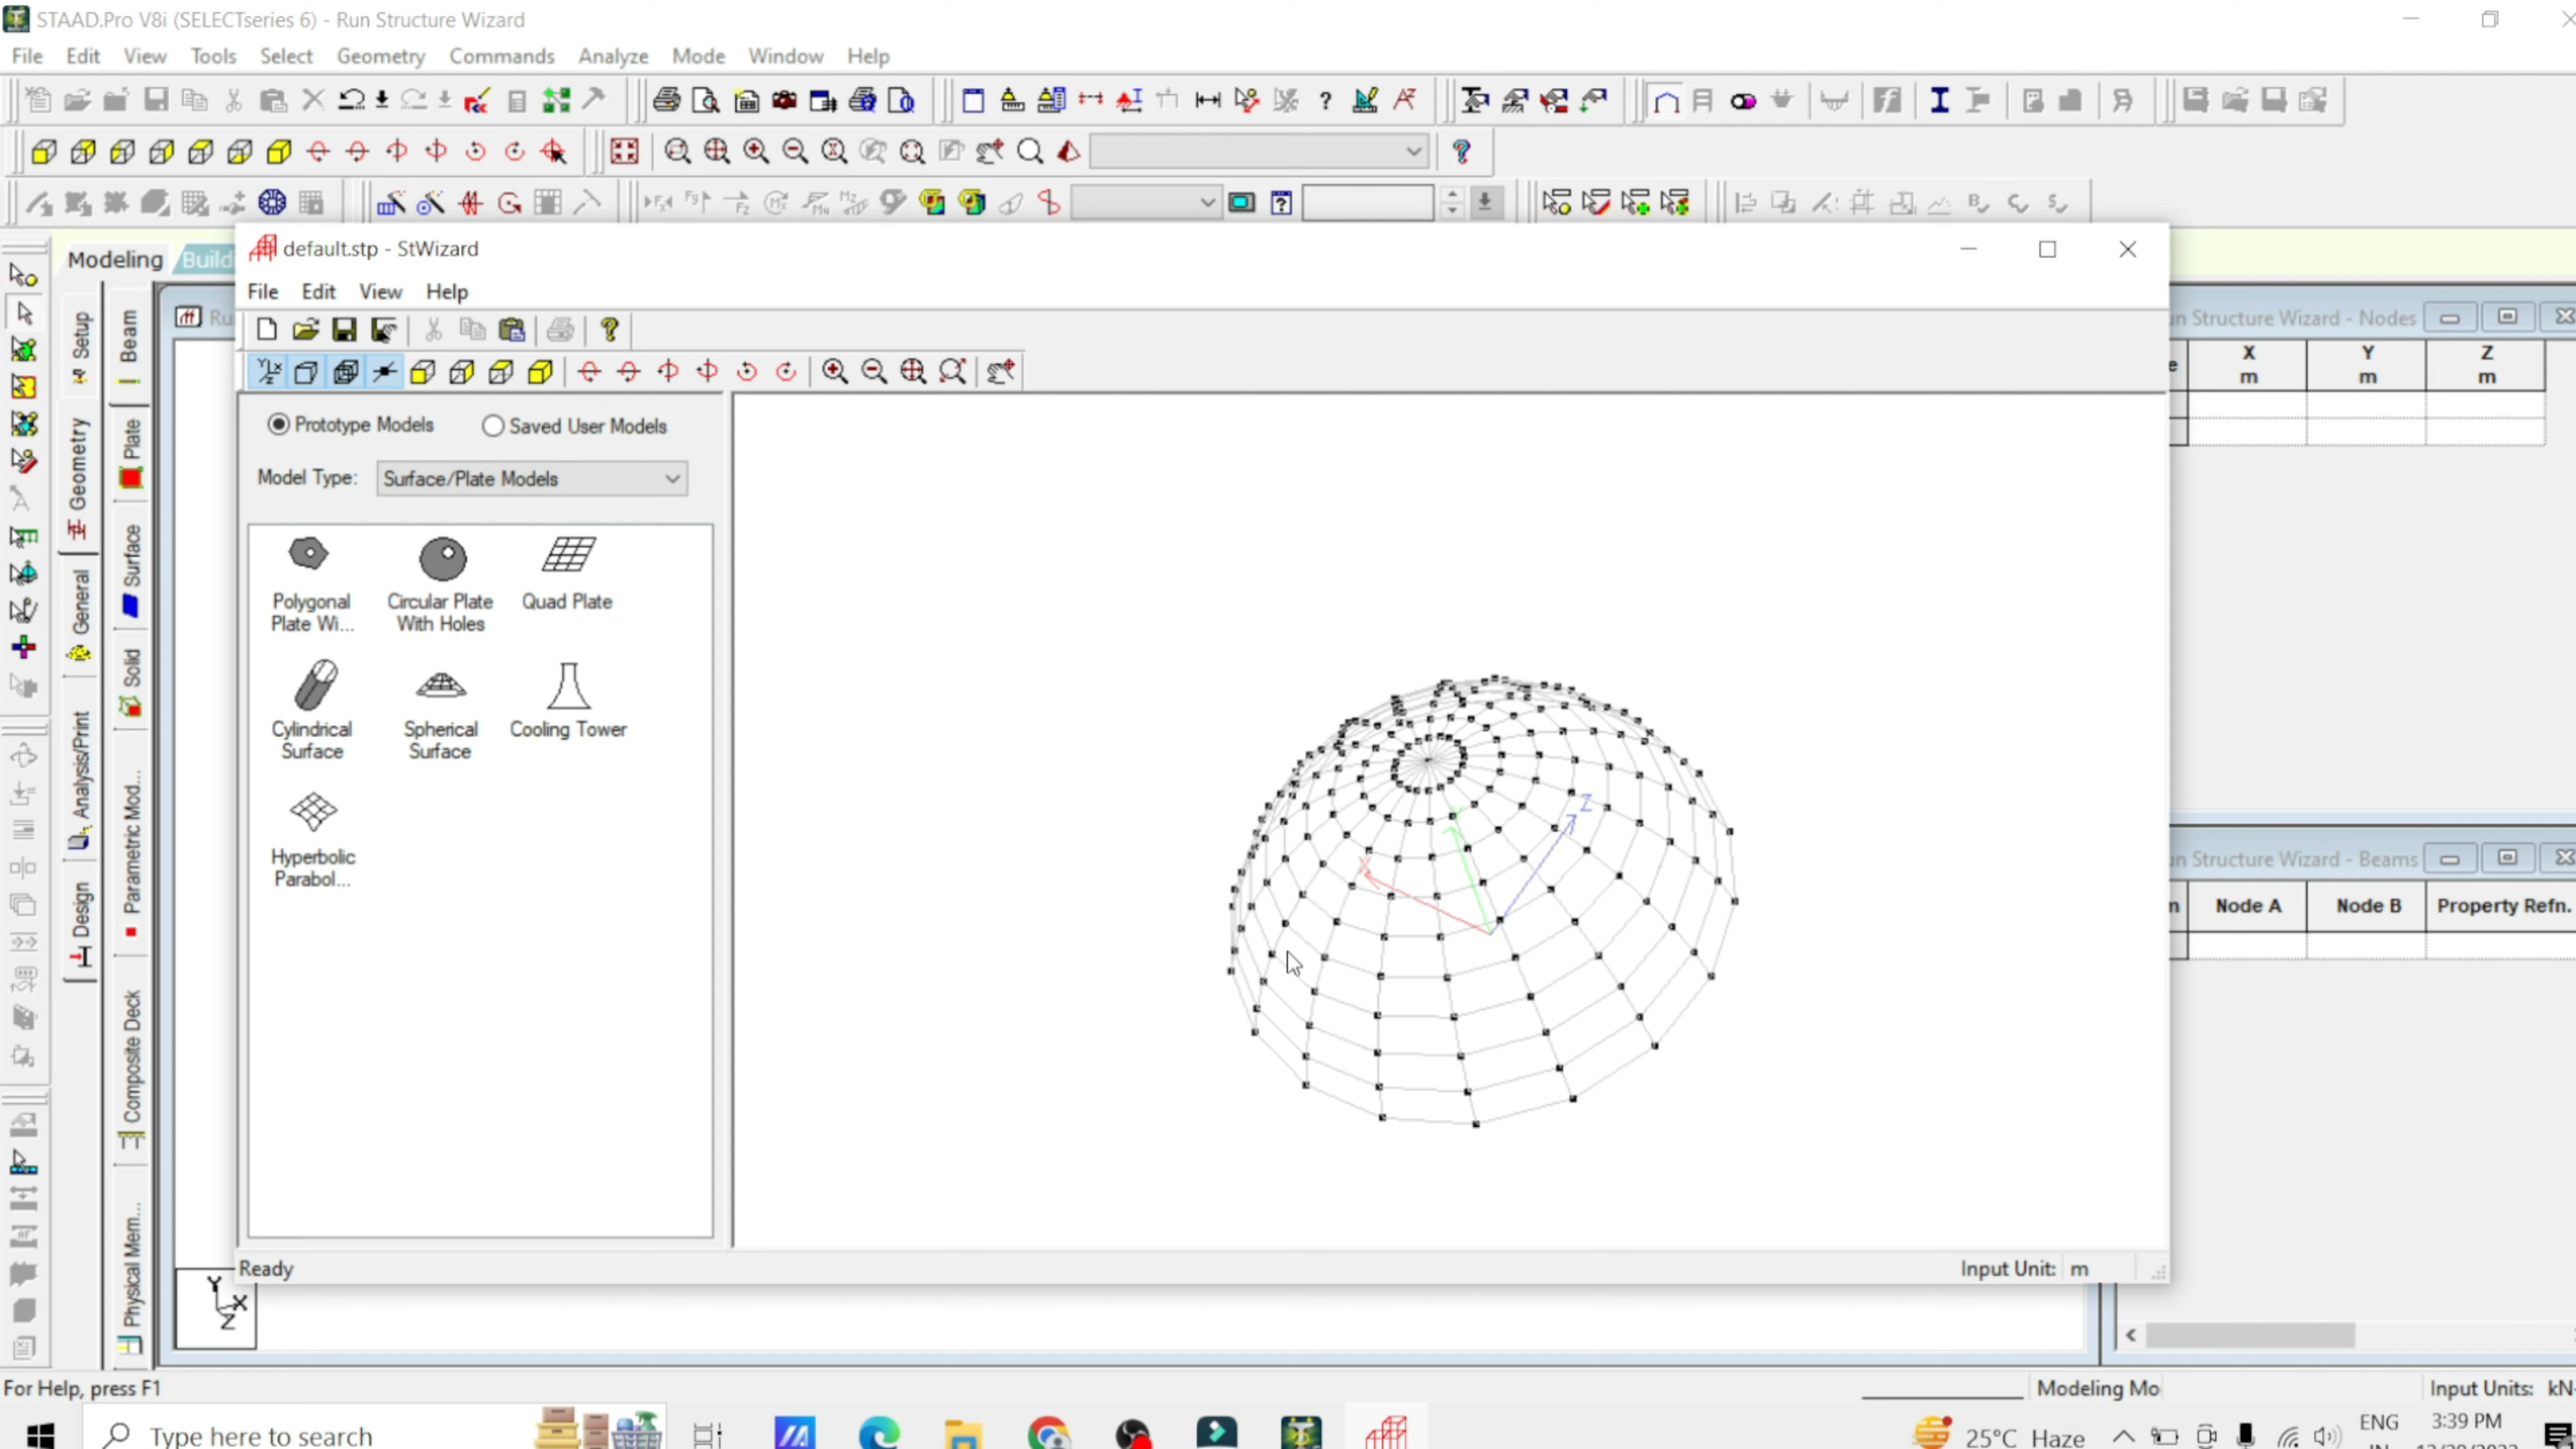 STAAD.Pro V8i (SELECTseries 6) - Run Structure Wizard
File Edit View Tools Select Geometry Commands Analyze Mode Window Help
Modeling
default.stp - StWizard
File Edit View Help
Prototype Models Saved User Models
Model Type: Surface/Plate Models
Polygonal Plate Wi...
Circular Plate With Holes
Quad Plate
Cylindrical Surface
Spherical Surface
Cooling Tower
Hyperbolic Parabol...
X
Z
Ready
Input Unit: m
Setup
Geometry
General
Analysis/Print
Design
Beam
Plate
Surface
Solid
Parametric Mod...
Composite Deck
Physical Mem...
Structure Wizard - Nodes
X m
Y m
Z m
Structure Wizard - Beams
Node A Node B Property Refn.
Y
X
Z
For Help, press F1
Modeling Mo
Input Units: kN
Type here to search
25°C Haze
ENG
3:39 PM